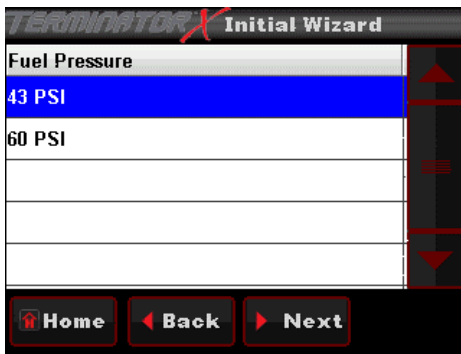 TERMINATOR X Initial Wizard
Fuel Pressure
43 PSI
60 PSI
Home Back Next